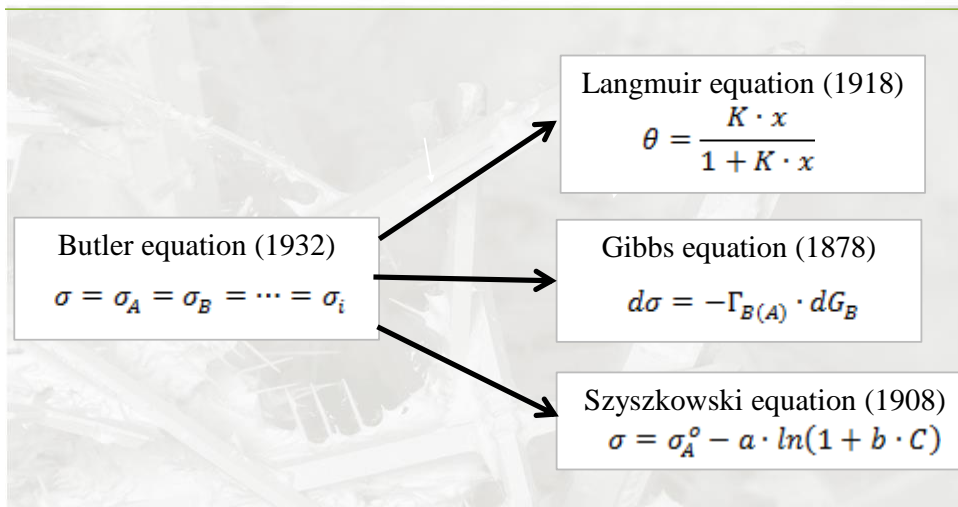 Langmuir equation (1918)
θ = K · x / 1 + K · x
Butler equation (1932)
σ = σ_A = σ_B = ⋯ = σ_i
Gibbs equation (1878)
dσ = −Γ_{B(A)} · dG_B
Szyszkowski equation (1908)
σ = σ_A^o − a · ln(1 + b · C)